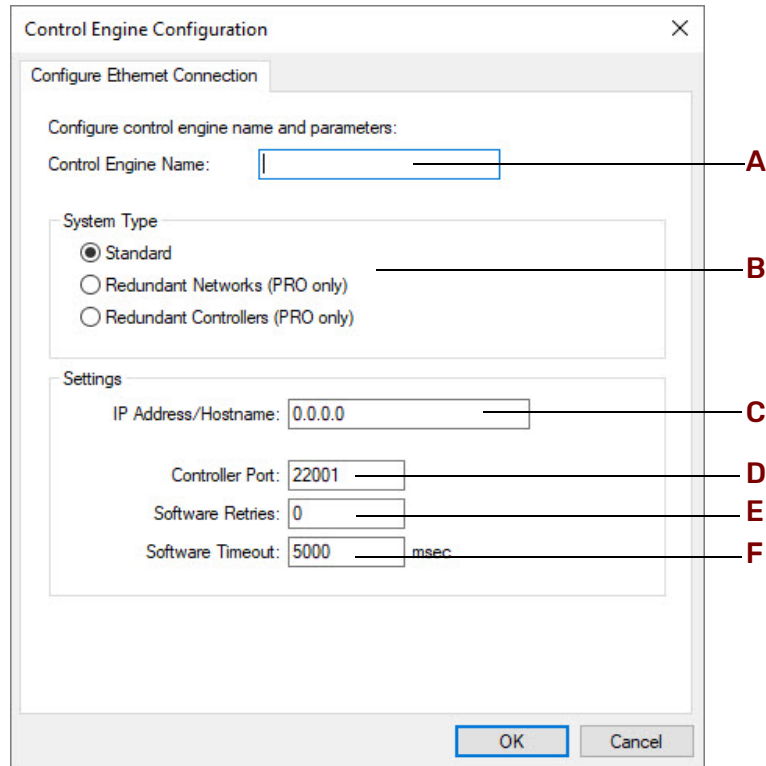 Control Engine Configuration
Configure Ethernet Connection
Configure control engine name and parameters:
Control Engine Name:
A
System Type
Standard
B
Redundant Networks (PRO only)
Redundant Controllers (PRO only)
Settings
IP Address/Hostname: 0.0.0.0
C
Controller Port: 22001
D
Software Retries: 0
E
Software Timeout: 5000 msec
F
OK
Cancel